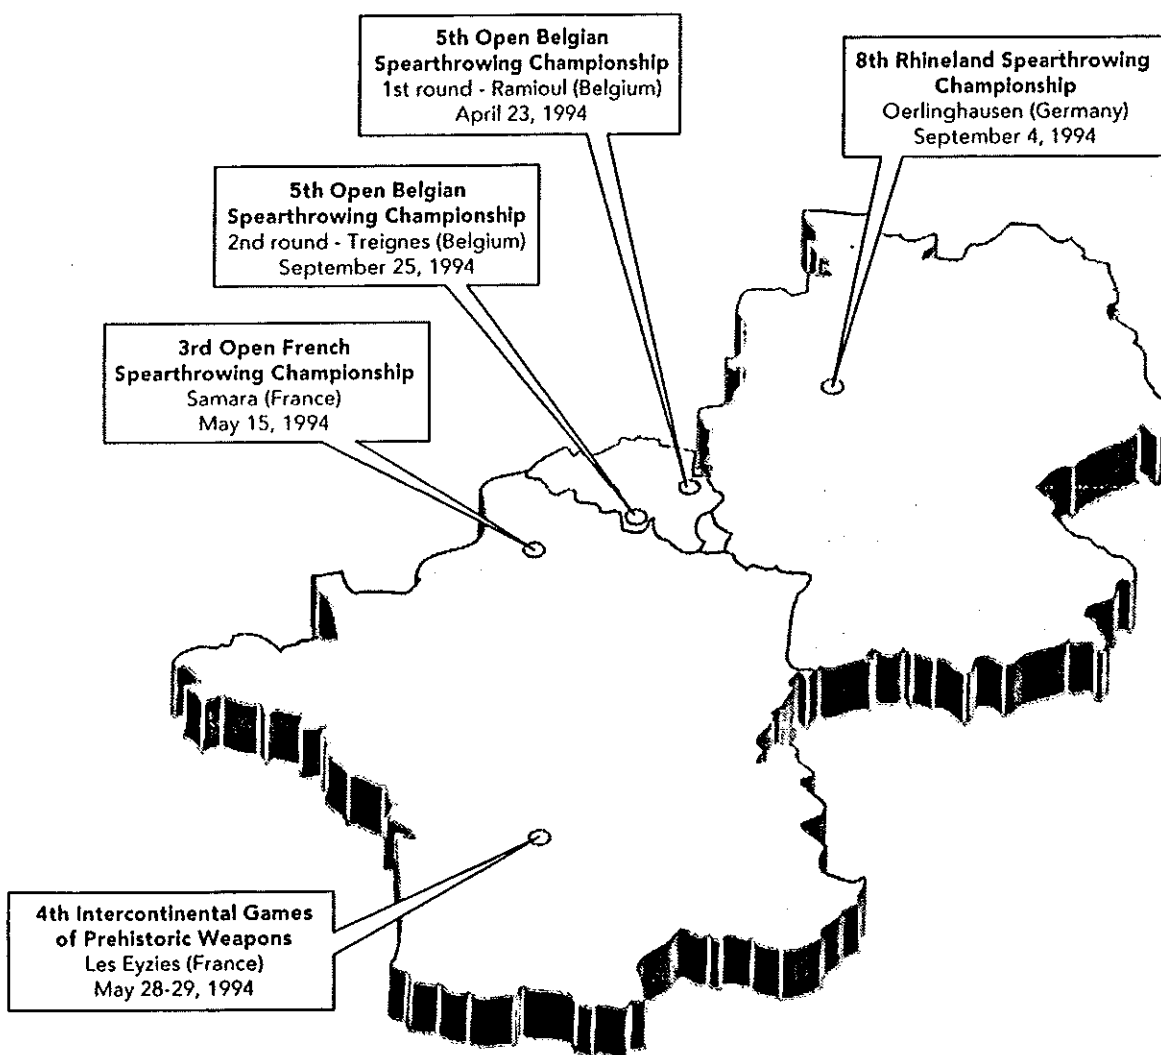 5th Open Belgian
Spearthrowing Championship
1st round - Ramioul (Belgium)
April 23, 1994
8th Rhineland Spearthrowing
Championship
Oerlinghausen (Germany)
September 4, 1994
5th Open Belgian
Spearthrowing Championship
2nd round - Treignes (Belgium)
September 25, 1994
3rd Open French
Spearthrowing Championship
Samara (France)
May 15, 1994
4th Intercontinental Games
of Prehistoric Weapons
Les Eyzies (France)
May 28-29, 1994